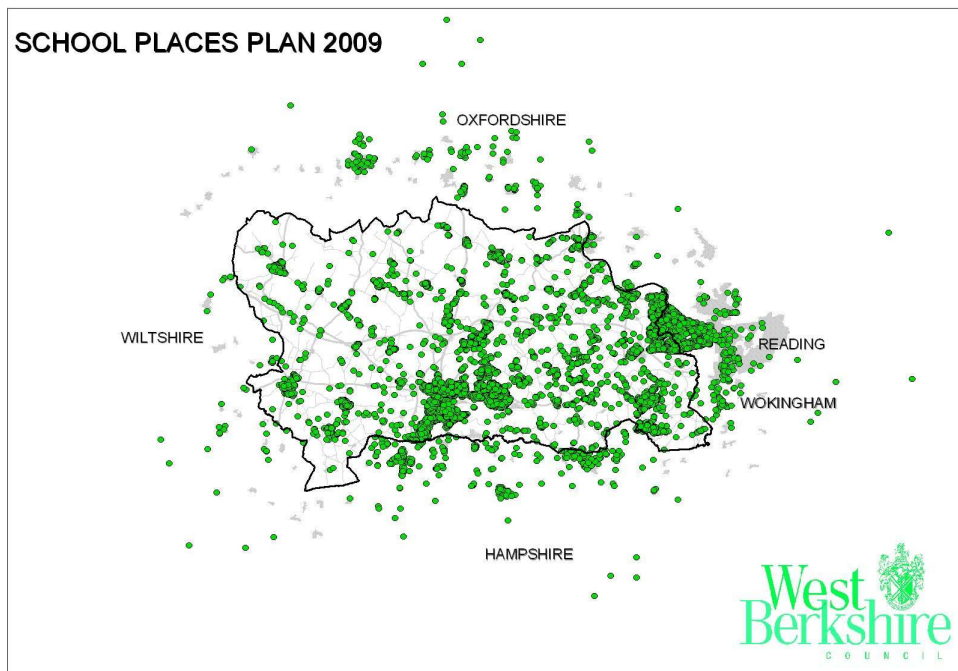 SCHOOL PLACES PLAN 2009
OXFORDSHIRE
WILTSHIRE
READING
WOKINGHAM
HAMPSHIRE
West
Berkshire
COUNCIL